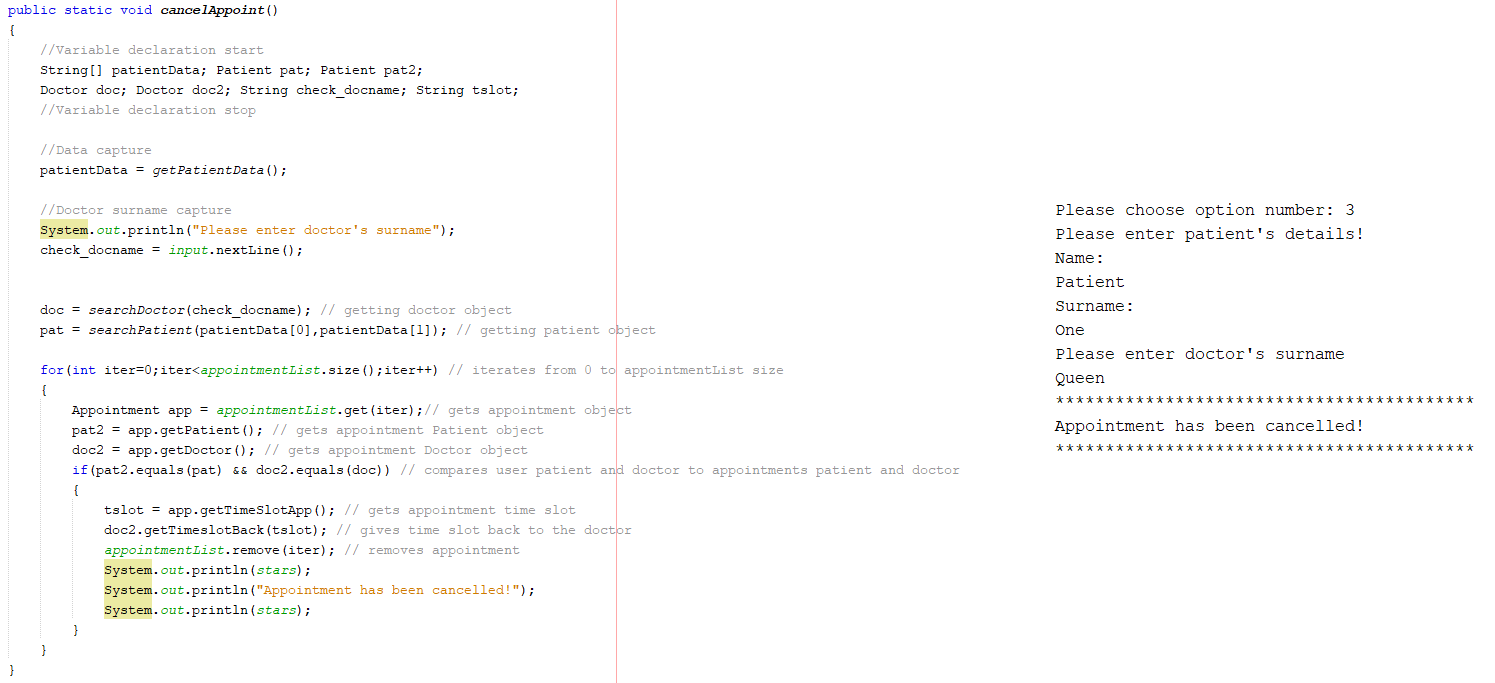 public static void cancelAppoint()
{
//Variable declaration start
String[] patientData; Patient pat; Patient pat2;
Doctor doc; Doctor doc2; String check_docname; String tslot;
//Variable declaration stop
//Data capture
patientData = getPatientData();
//Doctor surname capture
System.out.println("Please enter doctor's surname");
check_docname = input.nextLine();
doc = searchDoctor(check_docname); // getting doctor object
pat = searchPatient(patientData[0],patientData[1]); // getting patient object
for(int iter=0;iter<appointmentList.size();iter++) // iterates from 0 to appointmentList size
{
Appointment app = appointmentList.get(iter);// gets appointment object
pat2 = app.getPatient(); // gets appointment Patient object
doc2 = app.getDoctor(); // gets appointment Doctor object
if(pat2.equals(pat) && doc2.equals(doc)) // compares user patient and doctor to appointments patient and doctor
{
tslot = app.getTimeSlotApp(); // gets appointment time slot
doc2.getTimeslotBack(tslot); // gives time slot back to the doctor
appointmentList.remove(iter); // removes appointment
System.out.println(stars);
System.out.println("Appointment has been cancelled!");
System.out.println(stars);
}
}
}
Please choose option number: 3
Please enter patient's details!
Name:
Patient
Surname:
One
Please enter doctor's surname
Queen
******************************************
Appointment has been cancelled!
******************************************